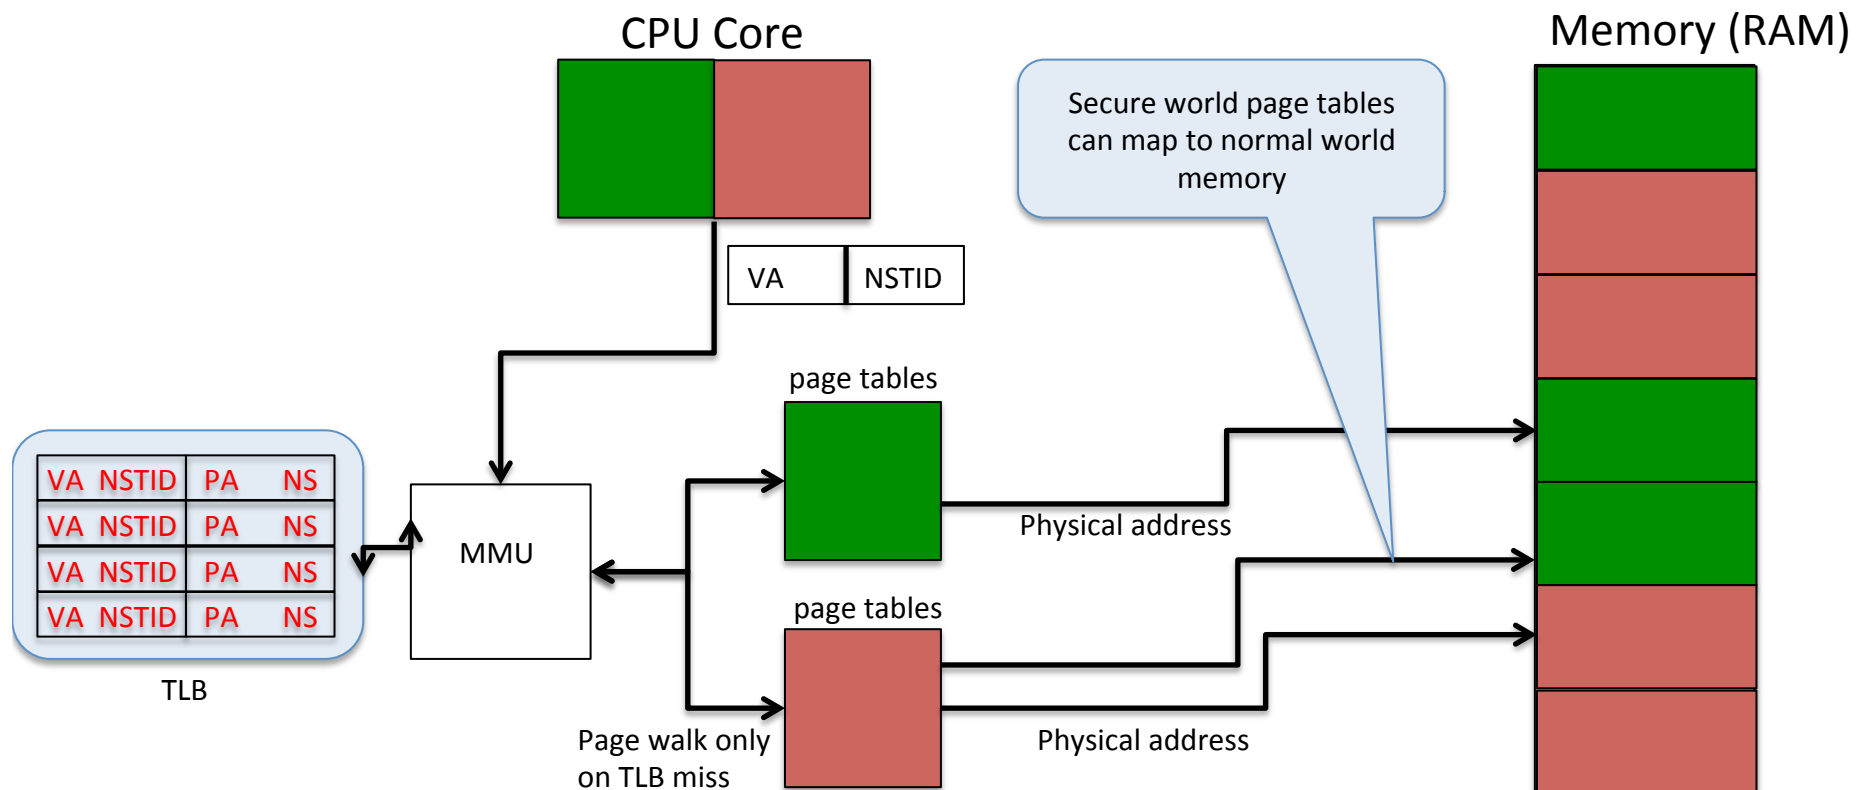 CPU Core
Memory (RAM)
Secure world page tables
can map to normal world
memory
VA NSTID
page tables
VA NSTID PA NS
VA NSTID PA NS
VA NSTID PA NS
VA NSTID PA NS
TLB
MMU
Physical address
page tables
Page walk only
on TLB miss
Physical address